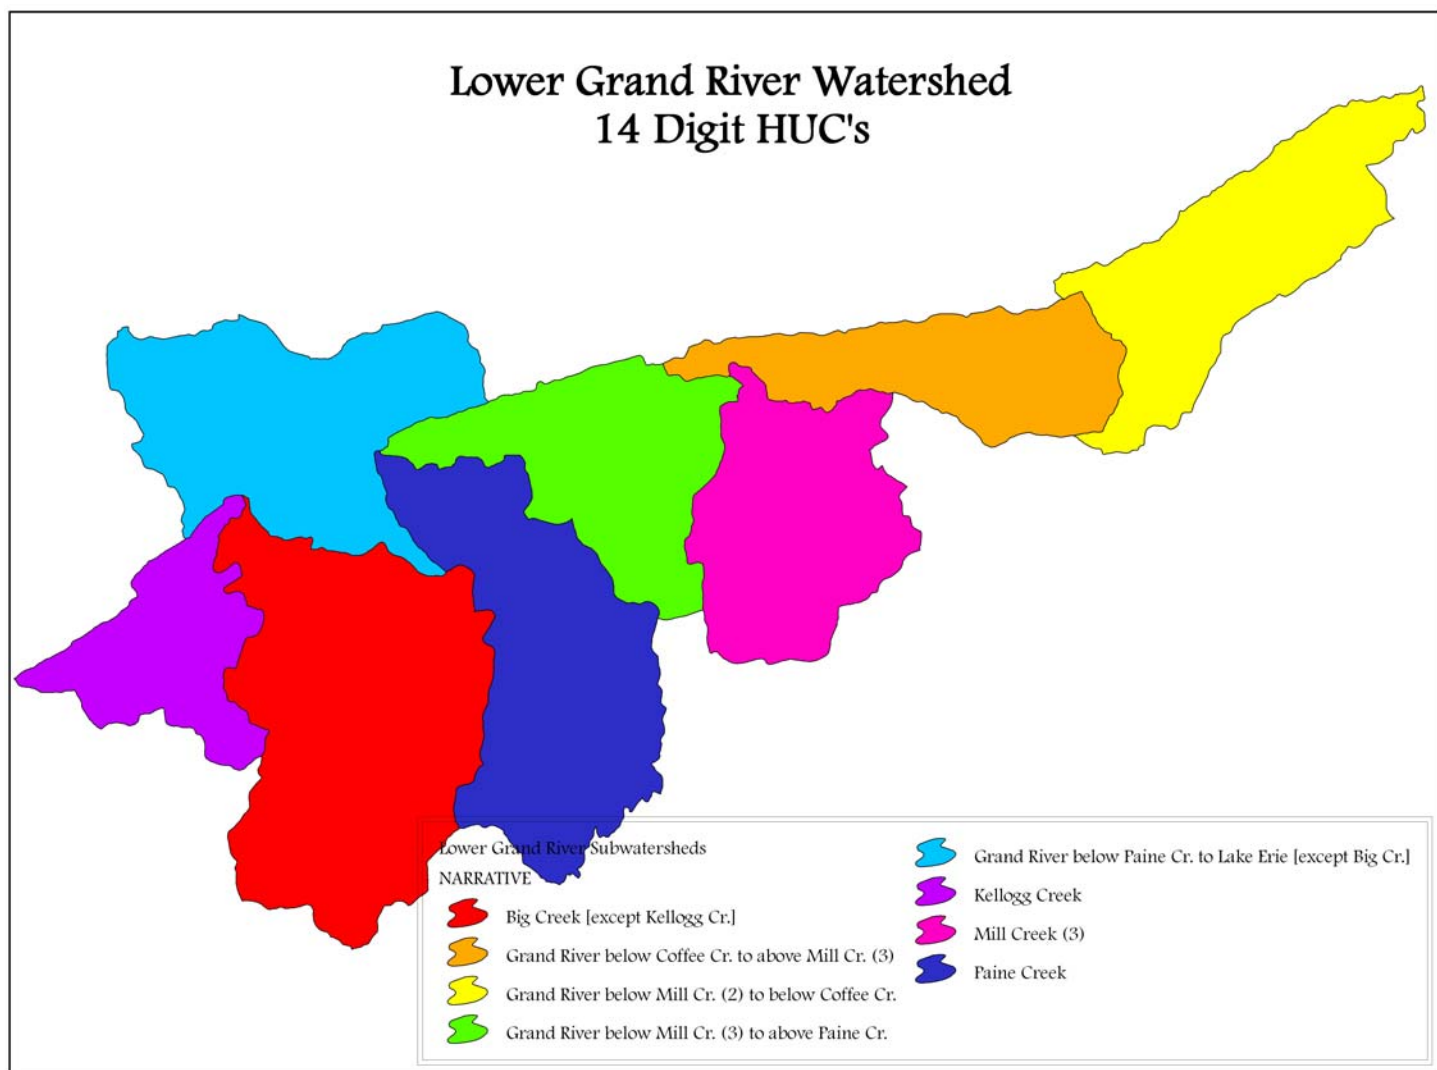 Lower Grand River Watershed
14 Digit HUC's
Lower Grand River Subwatersheds
NARRATIVE
Big Creek [except Kellogg Cr.]
Grand River below Coffee Cr. to above Mill Cr. (3)
Grand River below Mill Cr. (2) to below Coffee Cr.
Grand River below Mill Cr. (3) to above Paine Cr.
Grand River below Paine Cr. to Lake Erie [except Big Cr.]
Kellogg Creek
Mill Creek (3)
Paine Creek